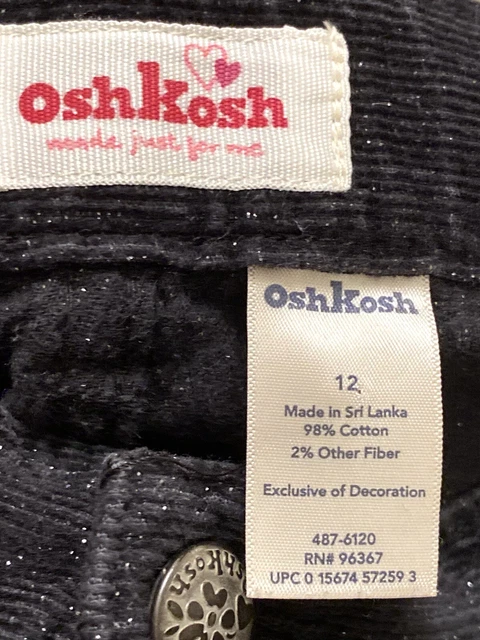 OshKosh
made just for me
OshKosh
12
Made in Sri Lanka
98% Cotton
2% Other Fiber
Exclusive of Decoration
487-6120
RN# 96367
UPC 0 15674 57259 3
OshKosh